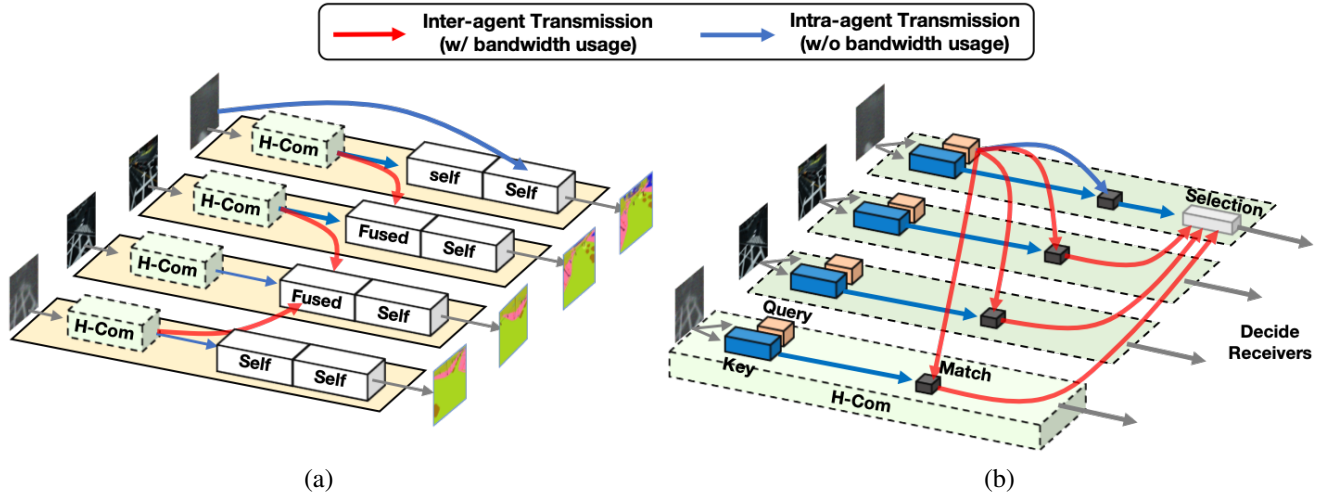 Inter-agent Transmission
(w/ bandwidth usage)
Intra-agent Transmission
(w/o bandwidth usage)
H-Com
self
Self
H-Com
Fused
Self
H-Com
Fused
Self
H-Com
Self
Self
(a)
Selection
Query
Key
Match
H-Com
Decide
Receivers
(b)